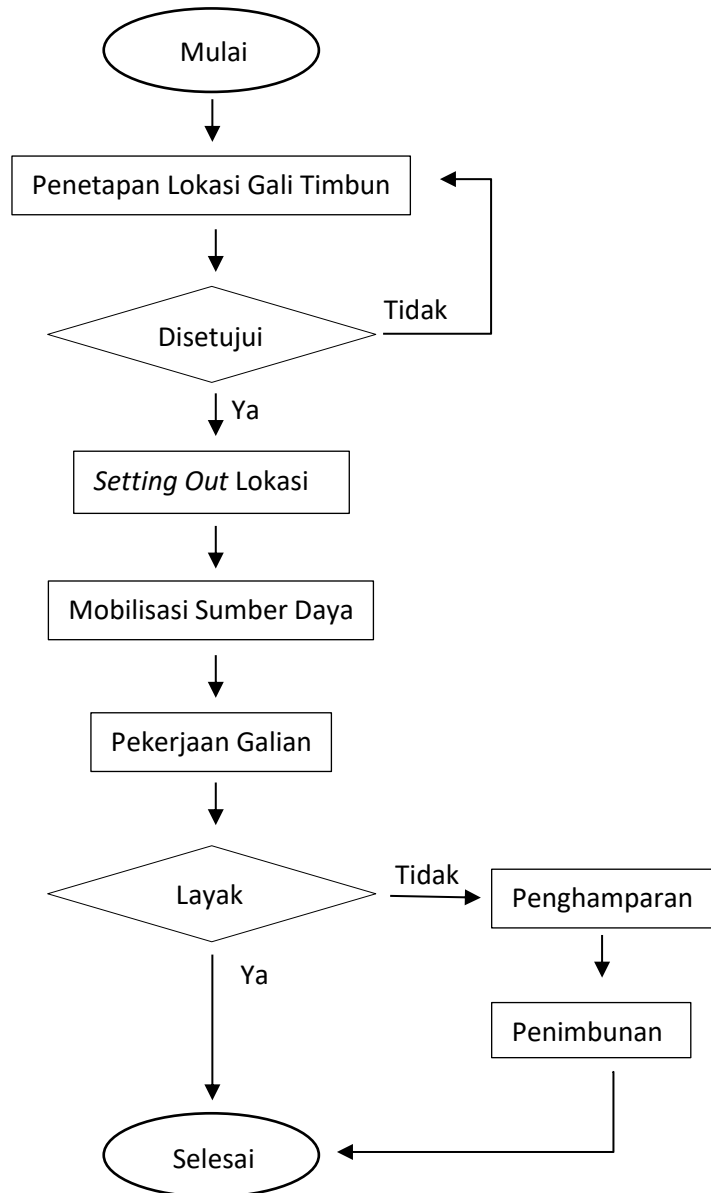 Mulai
Penetapan Lokasi Gali Timbun
Tidak
Disetujui
Ya
Setting Out Lokasi
Mobilisasi Sumber Daya
Pekerjaan Galian
Tidak
Layak
Penghamparan
Ya
Penimbunan
Selesai